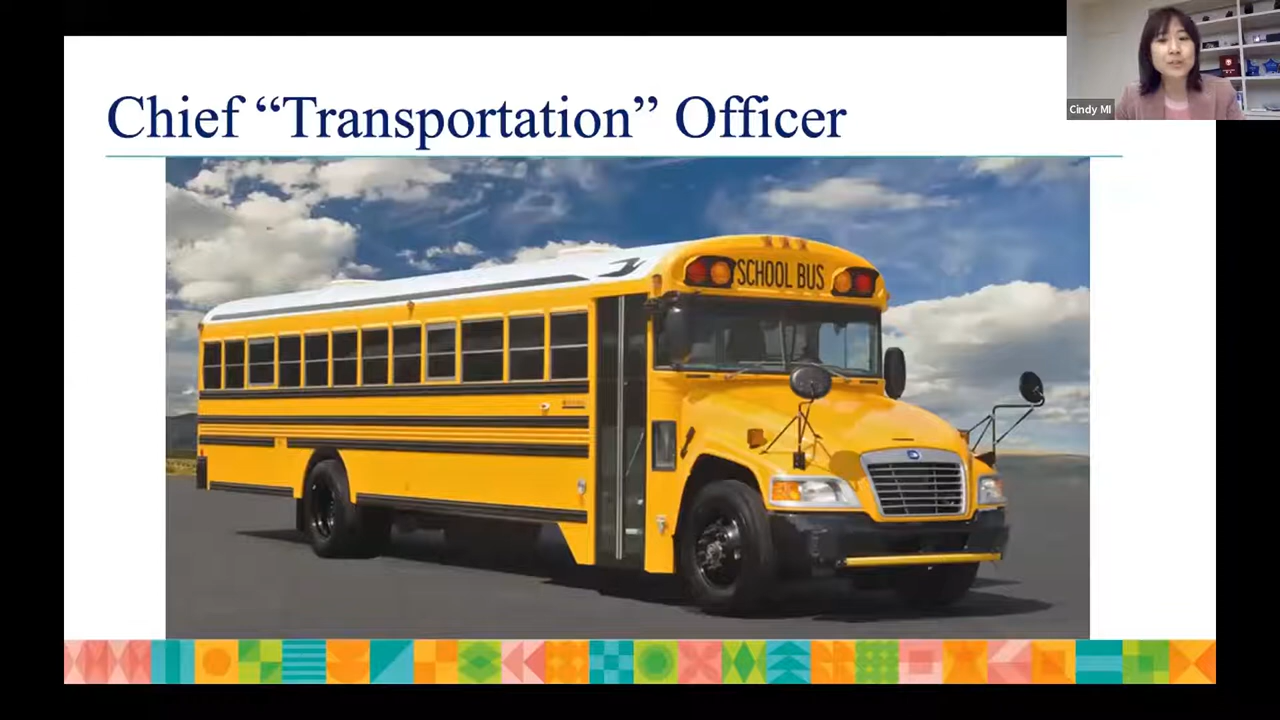 Chief “Transportation” Officer
Cindy MI
SCHOOL BUS